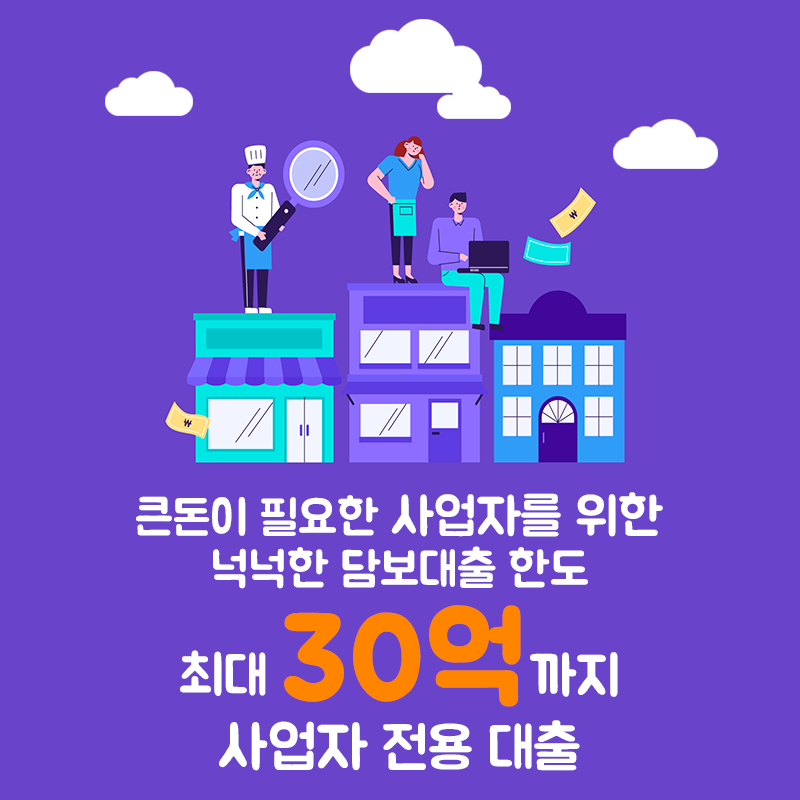 ₩
₩
큰돈이 필요한 사업자를 위한
넉넉한 담보대출 한도
최대 30억까지
사업자 전용 대출